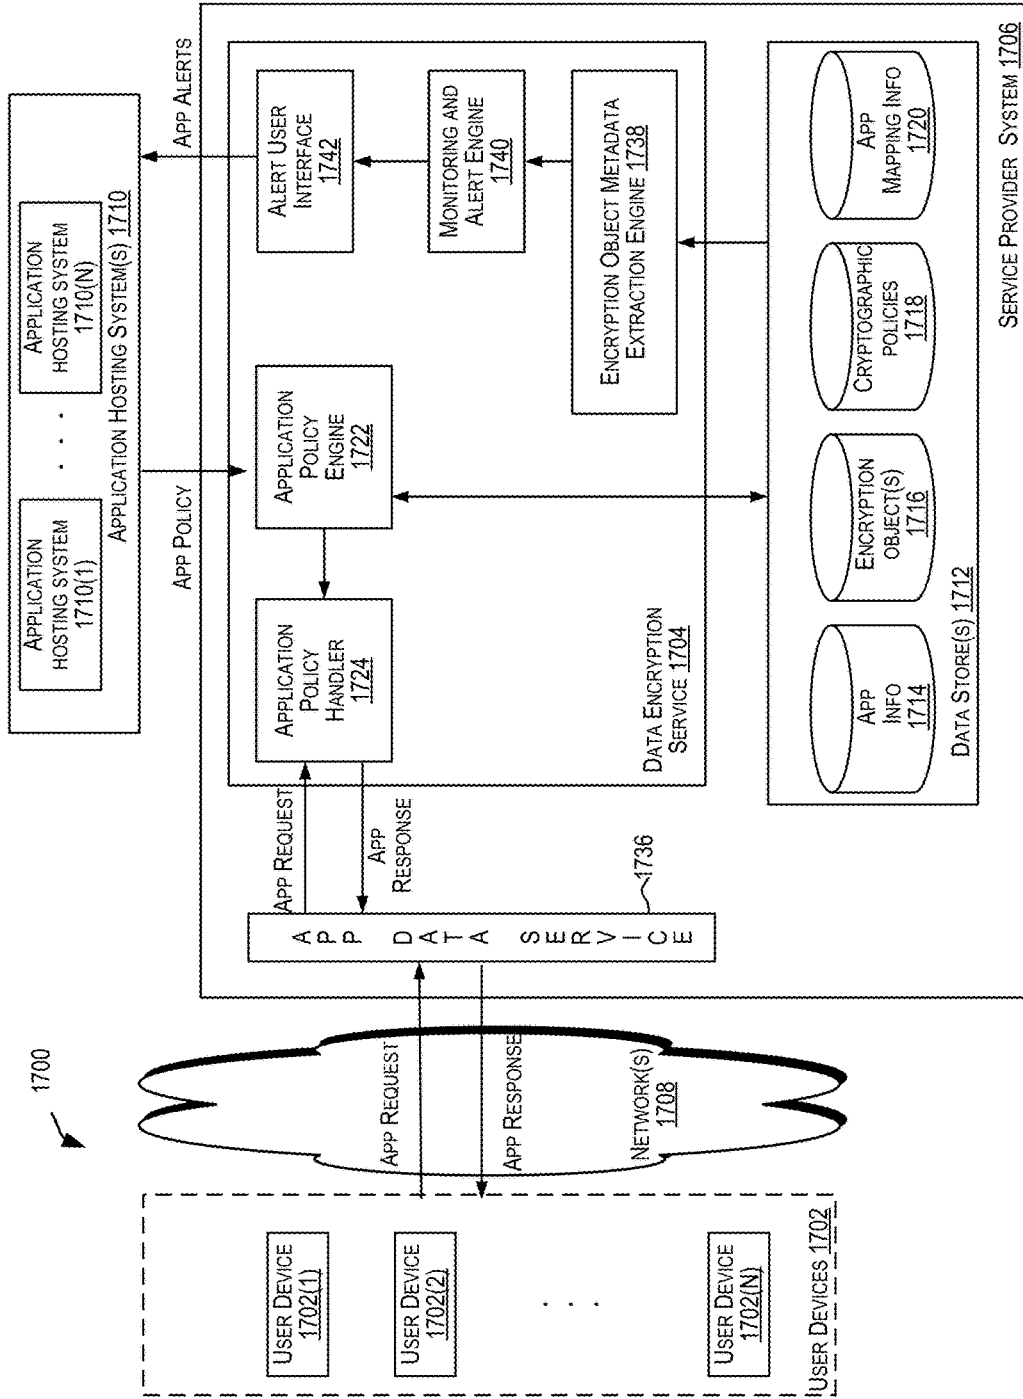 1700
USER DEVICE
1702(1)
USER DEVICE
1702(2)
. . .
USER DEVICE
1702(N)
USER DEVICES 1702
APP REQUEST
APP RESPONSE
NETWORK(S)
1708
APP DATA SERVICE
1736
APP REQUEST
APP
RESPONSE
APPLICATION
HOSTING SYSTEM
1710(1)
. . .
APPLICATION
HOSTING SYSTEM
1710(N)
APPLICATION HOSTING SYSTEM(S) 1710
APP POLICY
APP ALERTS
APPLICATION
POLICY
HANDLER
1724
APPLICATION
POLICY
ENGINE
1722
ALERT USER
INTERFACE
1742
MONITORING AND
ALERT ENGINE
1740
ENCRYPTION OBJECT METADATA
EXTRACTION ENGINE 1738
DATA ENCRYPTION
SERVICE 1704
APP
INFO
1714
ENCRYPTION
OBJECT(S)
1716
CRYPTOGRAPHIC
POLICIES
1718
APP
MAPPING INFO
1720
DATA STORE(S) 1712
SERVICE PROVIDER SYSTEM 1706